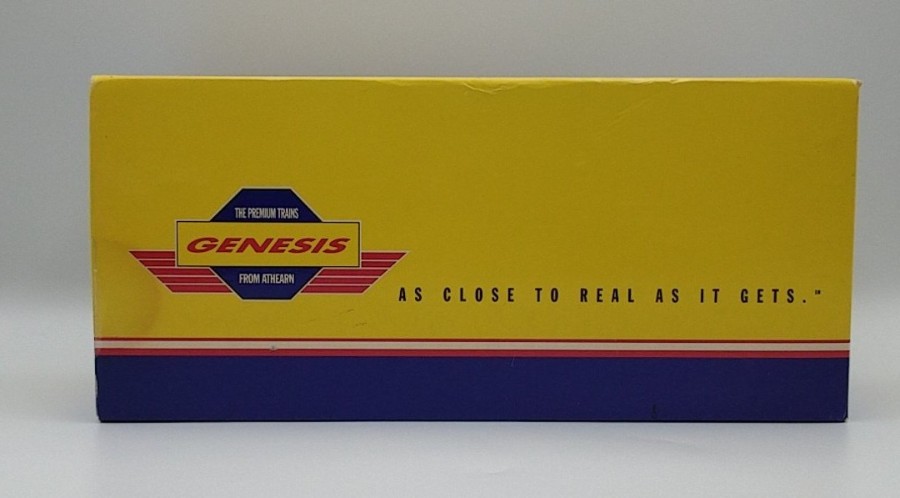 THE PREMIUM TRAINS
GENESIS
FROM ATHEARN
AS CLOSE TO REAL AS IT GETS.™